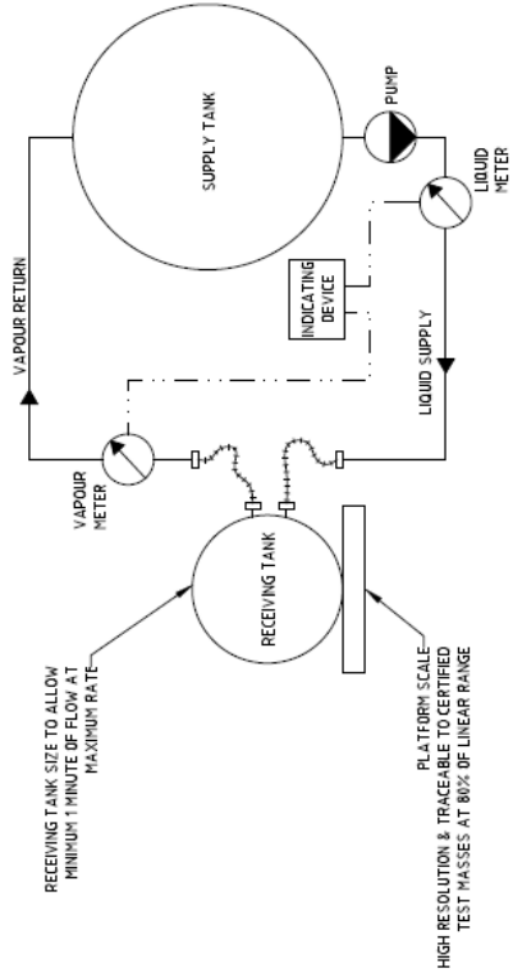 RECEIVING TANK SIZE TO ALLOW
MINIMUM 1 MINUTE OF FLOW AT
MAXIMUM RATE
VAPOUR
METER
VAPOUR RETURN
SUPPLY TANK
RECEIVING TANK
INDICATING
DEVICE
PUMP
LIQUID SUPPLY
LIQUID
METER
PLATFORM SCALE
HIGH RESOLUTION & TRACEABLE TO CERTIFIED
TEST MASSES AT 80% OF LINEAR RANGE